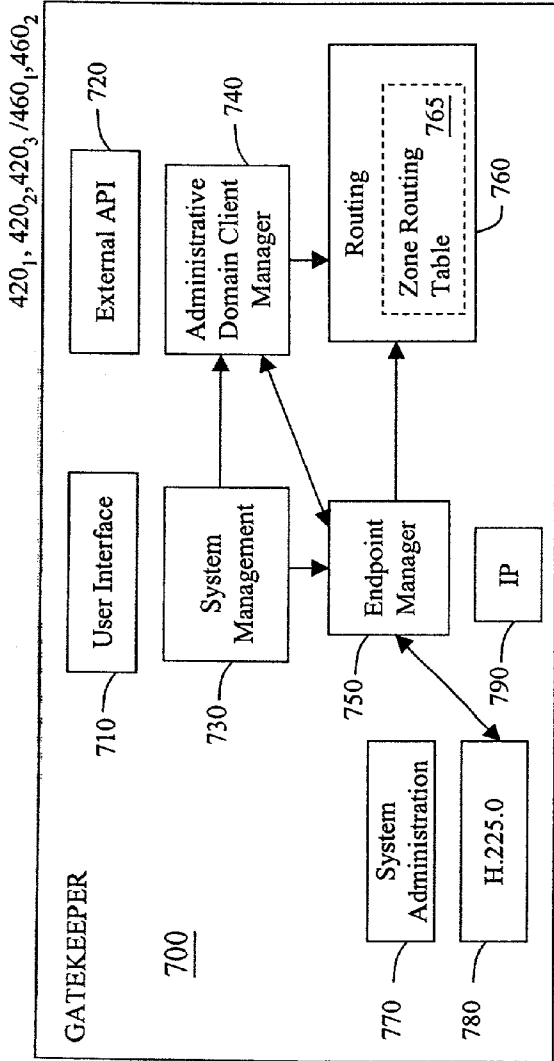 420₁, 420₂, 420₃ /460₁, 460₂
GATEKEEPER
700
User Interface
710
External API
720
System
Management
730
Administrative
Domain Client
Manager
740
Endpoint
Manager
750
Routing
Zone Routing
Table
765
760
System
Administration
770
H.225.0
780
IP
790